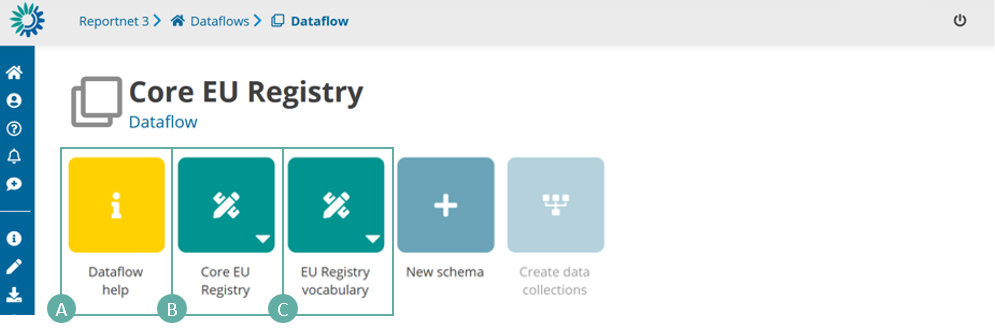 Reportnet 3 Dataflows Dataflow
Core EU Registry
Dataflow
Dataflow help
Core EU Registry
EU Registry vocabulary
New schema
Create data collections
A B C